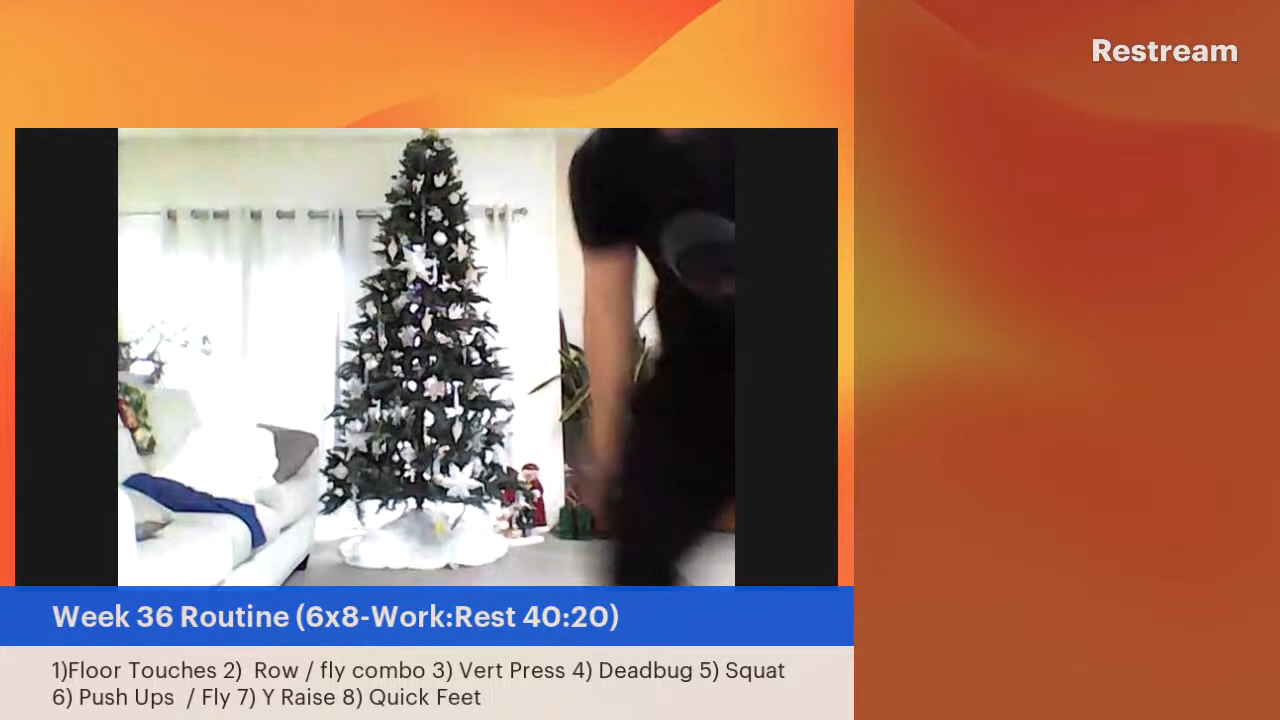 Restream
Week 36 Routine (6x8-Work:Rest 40:20)
1)Floor Touches 2)  Row / fly combo 3) Vert Press 4) Deadbug 5) Squat
6) Push Ups  / Fly 7) Y Raise 8) Quick Feet